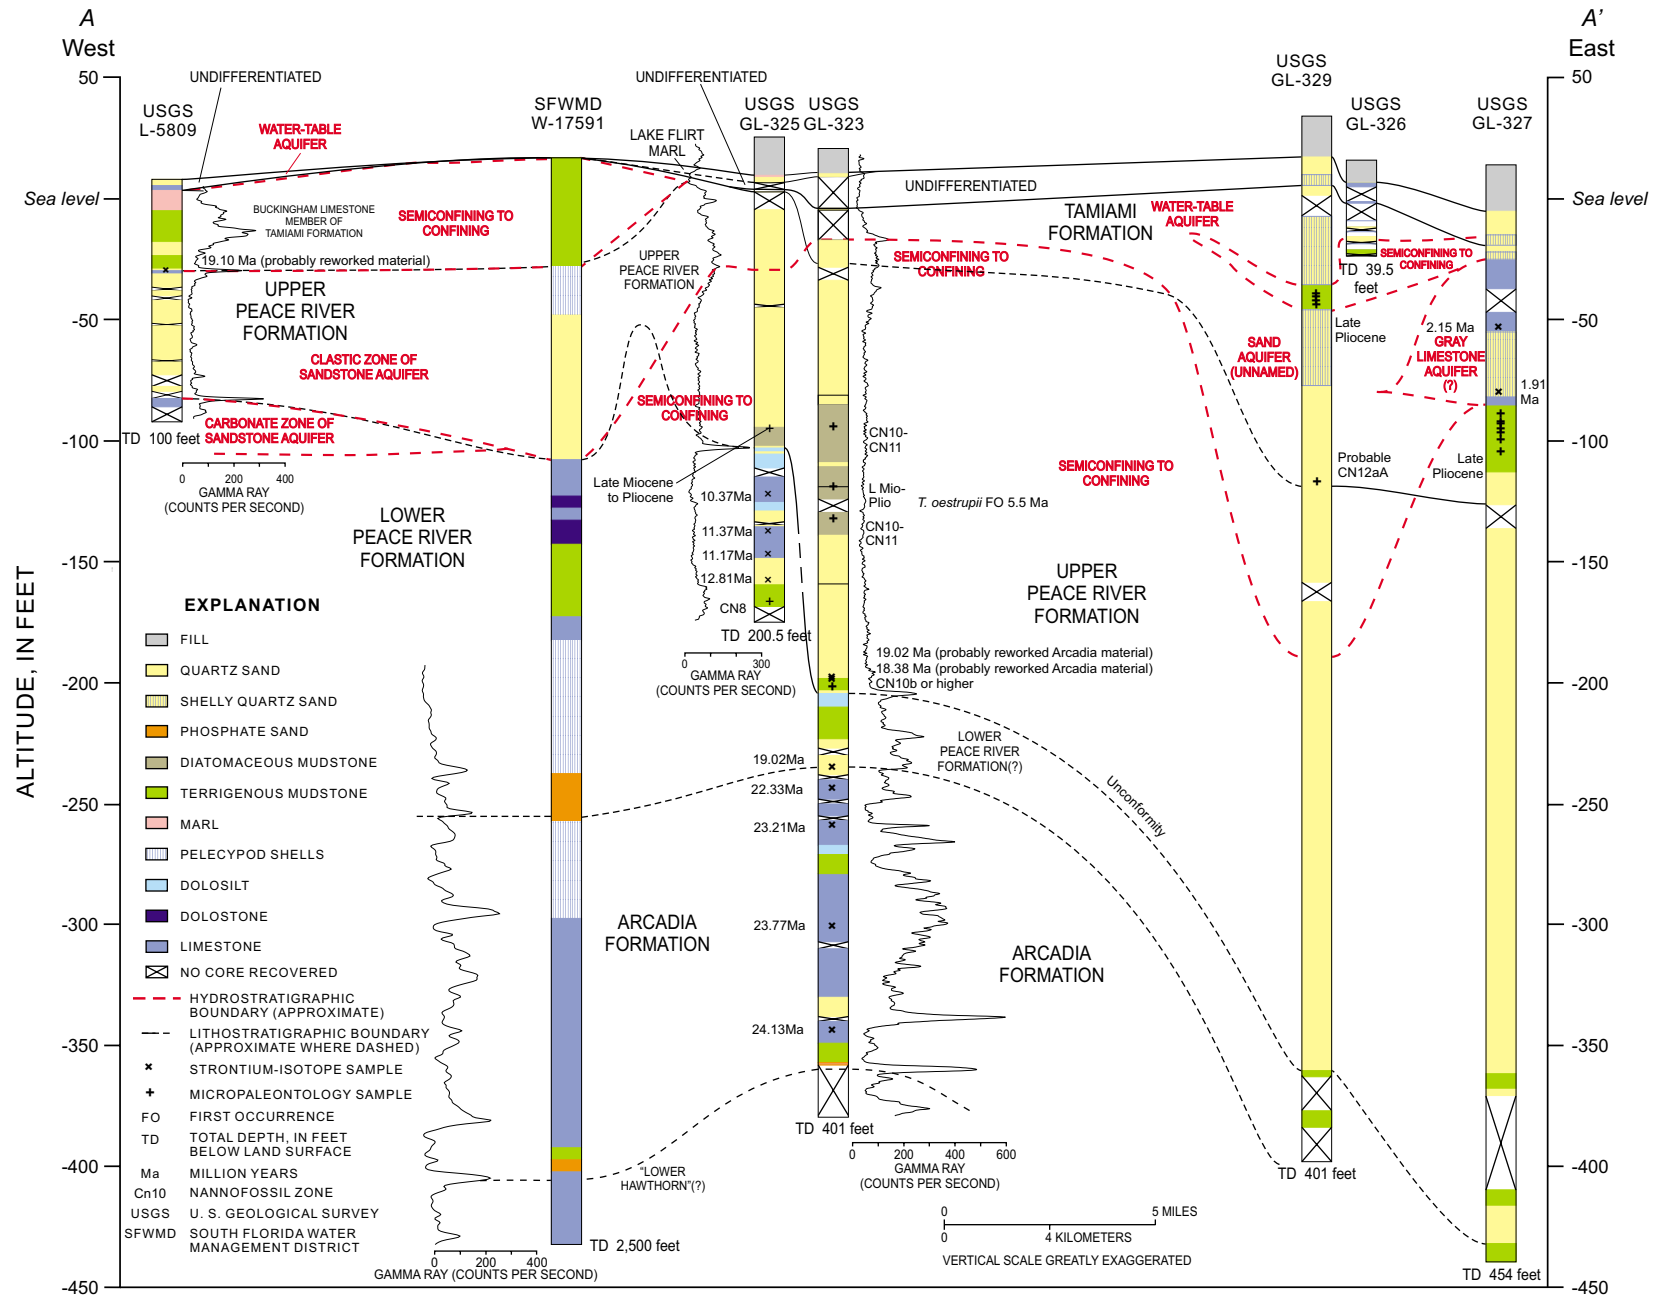 A
West
A'
East
50
Sea level
-50
-100
-150
-200
-250
-300
-350
-400
-450
ALTITUDE, IN FEET
50
Sea level
-50
-100
-150
-200
-250
-300
-350
-400
-450
UNDIFFERENTIATED
USGS
L-5809
WATER-TABLE
AQUIFER
SFWMD
W-17591
UNDIFFERENTIATED
LAKE FLIRT
MARL
USGS
GL-325
USGS
GL-323
USGS
GL-329
USGS
GL-326
USGS
GL-327
UNDIFFERENTIATED
BUCKINGHAM LIMESTONE
MEMBER OF
TAMIAMI FORMATION
SEMICONFINING TO
CONFINING
19.10 Ma (probably reworked material)
UPPER
PEACE RIVER
FORMATION
CLASTIC ZONE OF
SANDSTONE AQUIFER
CARBONATE ZONE OF
SANDSTONE AQUIFER
TD 100 feet
0 200 400
GAMMA RAY
(COUNTS PER SECOND)
LOWER
PEACE RIVER
FORMATION
UPPER
PEACE RIVER
FORMATION
SEMICONFINING TO
CONFINING
Late Miocene
to Pliocene
10.37Ma
11.37Ma
11.17Ma
12.81Ma
CN8
TD 200.5 feet
0 300
GAMMA RAY
(COUNTS PER SECOND)
TAMIAMI
FORMATION
WATER-TABLE
AQUIFER
SEMICONFINING TO
CONFINING
CN10-
CN11
L Mio-
Plio
T. oestrupii FO 5.5 Ma
CN10-
CN11
SEMICONFINING TO
CONFINING
UPPER
PEACE RIVER
FORMATION
19.02 Ma (probably reworked Arcadia material)
18.38 Ma (probably reworked Arcadia material)
CN10b or higher
LOWER
PEACE RIVER
FORMATION(?)
Unconformity
19.02Ma
22.33Ma
23.21Ma
23.77Ma
24.13Ma
ARCADIA
FORMATION
ARCADIA
FORMATION
TD 401 feet
0 200 400 600
GAMMA RAY
(COUNTS PER SECOND)
"LOWER
HAWTHORN"(?)
TD 2,500 feet
0 200 400
GAMMA RAY (COUNTS PER SECOND)
0 5 MILES
0 4 KILOMETERS
VERTICAL SCALE GREATLY EXAGGERATED
SAND
AQUIFER
(UNNAMED)
Late
Pliocene
Probable
CN12aA
TD 401 feet
TD 39.5
feet
SEMICONFINING TO
CONFINING
2.15 Ma
GRAY
LIMESTONE
AQUIFER
(?)
1.91
Ma
Late
Pliocene
TD 454 feet
EXPLANATION
FILL
QUARTZ SAND
SHELLY QUARTZ SAND
PHOSPHATE SAND
DIATOMACEOUS MUDSTONE
TERRIGENOUS MUDSTONE
MARL
PELECYPOD SHELLS
DOLOSILT
DOLOSTONE
LIMESTONE
NO CORE RECOVERED
HYDROSTRATIGRAPHIC
BOUNDARY (APPROXIMATE)
LITHOSTRATIGRAPHIC BOUNDARY
(APPROXIMATE WHERE DASHED)
STRONTIUM-ISOTOPE SAMPLE
MICROPALEONTOLOGY SAMPLE
FO FIRST OCCURRENCE
TD TOTAL DEPTH, IN FEET
BELOW LAND SURFACE
Ma MILLION YEARS
Cn10 NANNOFOSSIL ZONE
USGS U. S. GEOLOGICAL SURVEY
SFWMD SOUTH FLORIDA WATER
MANAGEMENT DISTRICT